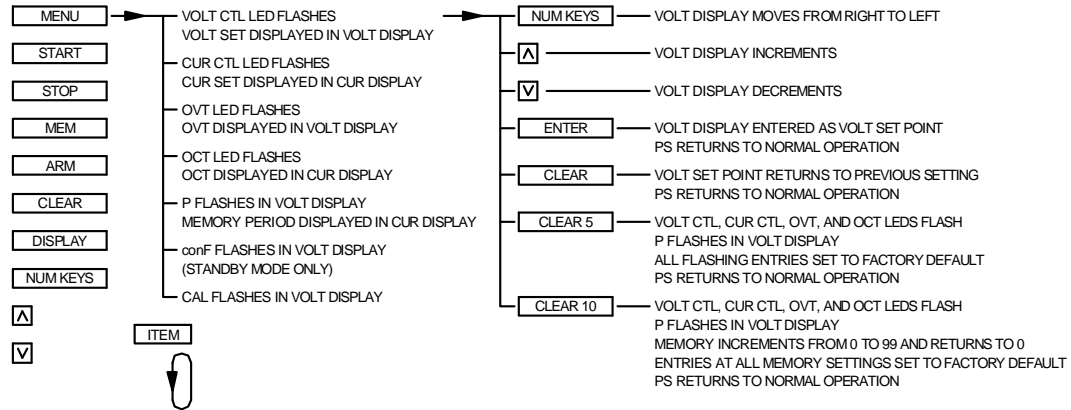 MENU
START
STOP
MEM
ARM
CLEAR
DISPLAY
NUM KEYS
VOLT CTL LED FLASHES
VOLT SET DISPLAYED IN VOLT DISPLAY
CUR CTL LED FLASHES
CUR SET DISPLAYED IN CUR DISPLAY
OVT LED FLASHES
OVT DISPLAYED IN VOLT DISPLAY
OCT LED FLASHES
OCT DISPLAYED IN CUR DISPLAY
P FLASHES IN VOLT DISPLAY
MEMORY PERIOD DISPLAYED IN CUR DISPLAY
conF FLASHES IN VOLT DISPLAY
(STANDBY MODE ONLY)
CAL FLASHES IN VOLT DISPLAY
ITEM
NUM KEYS
VOLT DISPLAY MOVES FROM RIGHT TO LEFT
VOLT DISPLAY INCREMENTS
VOLT DISPLAY DECREMENTS
ENTER
VOLT DISPLAY ENTERED AS VOLT SET POINT
PS RETURNS TO NORMAL OPERATION
CLEAR
VOLT SET POINT RETURNS TO PREVIOUS SETTING
PS RETURNS TO NORMAL OPERATION
CLEAR 5
VOLT CTL, CUR CTL, OVT, AND OCT LEDS FLASH
P FLASHES IN VOLT DISPLAY
ALL FLASHING ENTRIES SET TO FACTORY DEFAULT
PS RETURNS TO NORMAL OPERATION
CLEAR 10
VOLT CTL, CUR CTL, OVT, AND OCT LEDS FLASH
P FLASHES IN VOLT DISPLAY
MEMORY INCREMENTS FROM 0 TO 99 AND RETURNS TO 0
ENTRIES AT ALL MEMORY SETTINGS SET TO FACTORY DEFAULT
PS RETURNS TO NORMAL OPERATION